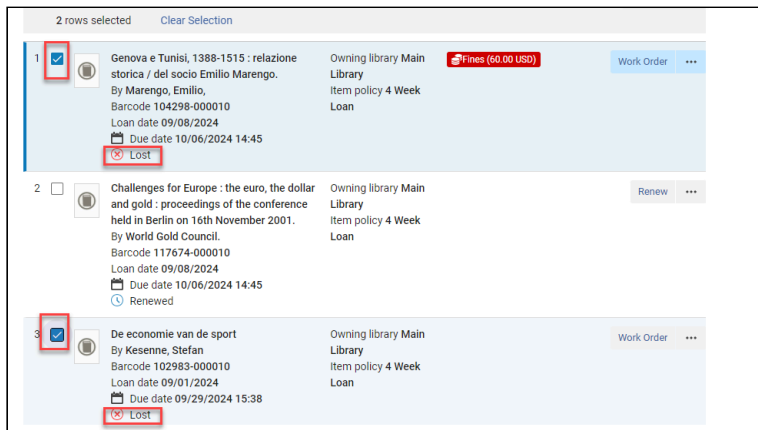 2 rows selected Clear Selection
1 Genova e Tunisi, 1388-1515 : relazione Owning library Main Fines (60.00 USD) Work Order •••
storica / del socio Emilio Marengo. Library
By Marengo, Emilio, Item policy 4 Week
Barcode 104298-000010 Loan
Loan date 09/08/2024
Due date 10/06/2024 14:45
Lost
2 Challenges for Europe : the euro, the dollar Owning library Main Renew •••
and gold : proceedings of the conference Library
held in Berlin on 16th November 2001. Item policy 4 Week
By World Gold Council. Loan
Barcode 117674-000010
Loan date 09/08/2024
Due date 10/06/2024 14:45
Renewed
3 De economie van de sport Owning library Main Work Order •••
By Kesenne, Stefan Library
Barcode 102983-000010 Item policy 4 Week
Loan date 09/01/2024 Loan
Due date 09/29/2024 15:38
Lost